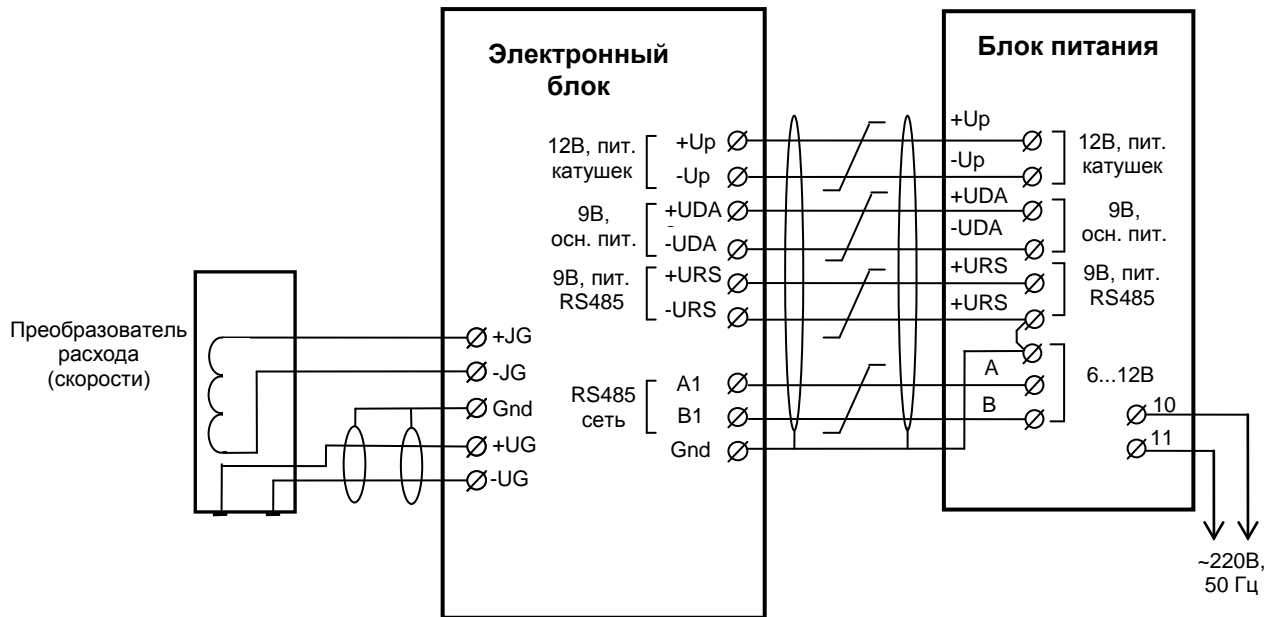 Электронный
блок
Блок питания
12В, пит.
катушек
+Up
-Up
9В,
осн. пит.
+UDA
-UDA
9В, пит.
RS485
+URS
-URS
RS485
сеть
A1
B1
Gnd
+Up
-Up
+UDA
-UDA
+URS
+URS
A
B
12В, пит.
катушек
9В,
осн. пит.
9В, пит.
RS485
6...12В
10
11
~220В,
50 Гц
Преобразователь
расхода
(скорости)
+JG
-JG
Gnd
+UG
-UG